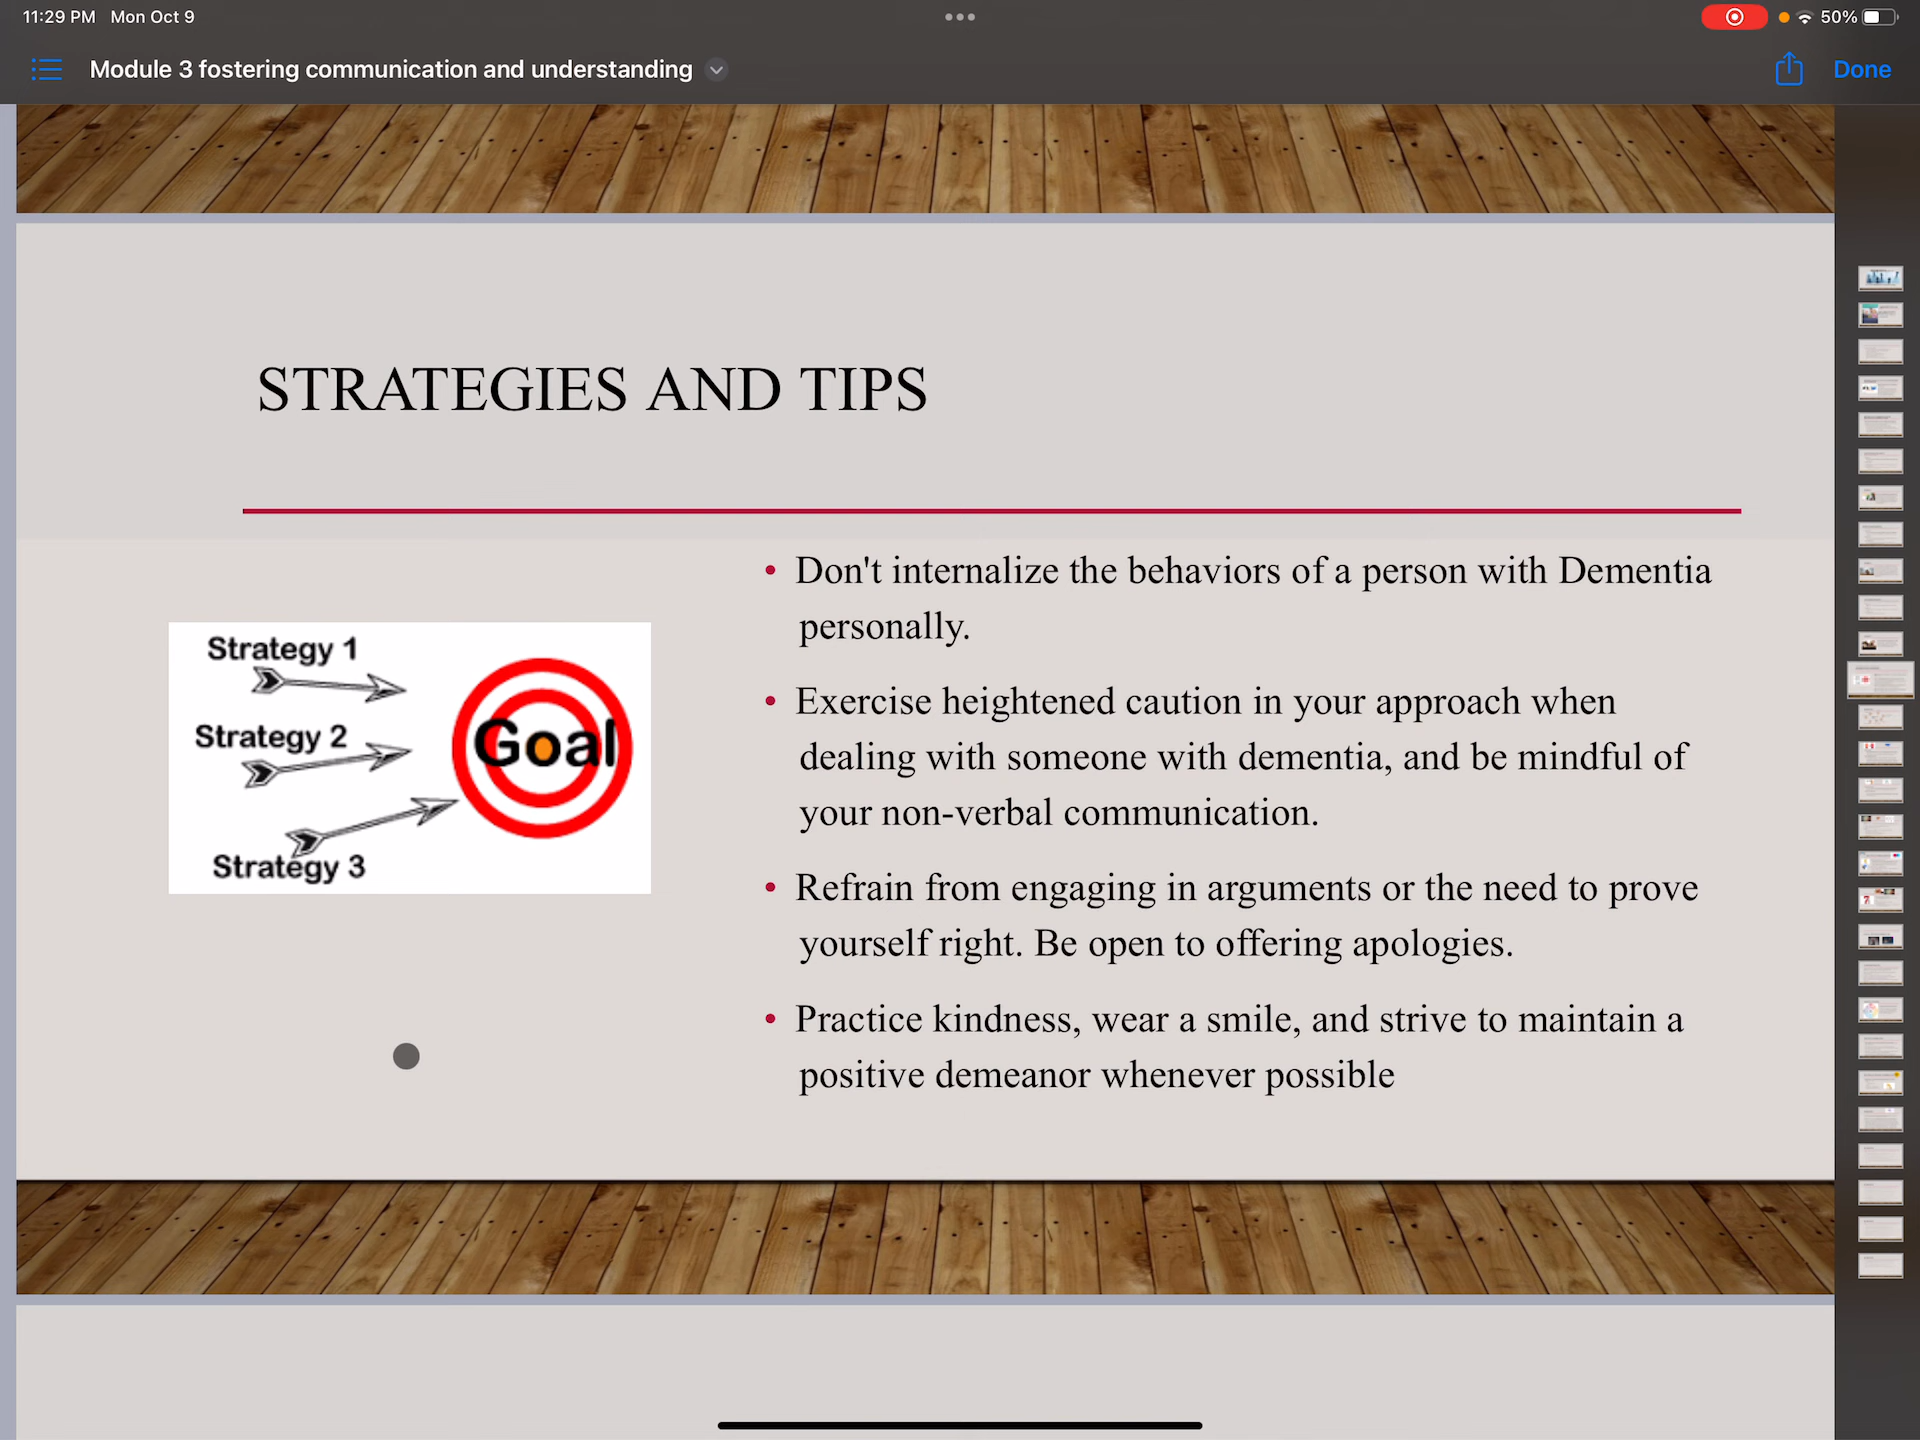 11:29 PM Mon Oct 9
50%
Module 3 fostering communication and understanding
Done
STRATEGIES AND TIPS
Strategy 1
Strategy 2
Strategy 3
Goal
• Don't internalize the behaviors of a person with Dementia
personally.
• Exercise heightened caution in your approach when
dealing with someone with dementia, and be mindful of
your non-verbal communication.
• Refrain from engaging in arguments or the need to prove
yourself right. Be open to offering apologies.
• Practice kindness, wear a smile, and strive to maintain a
positive demeanor whenever possible